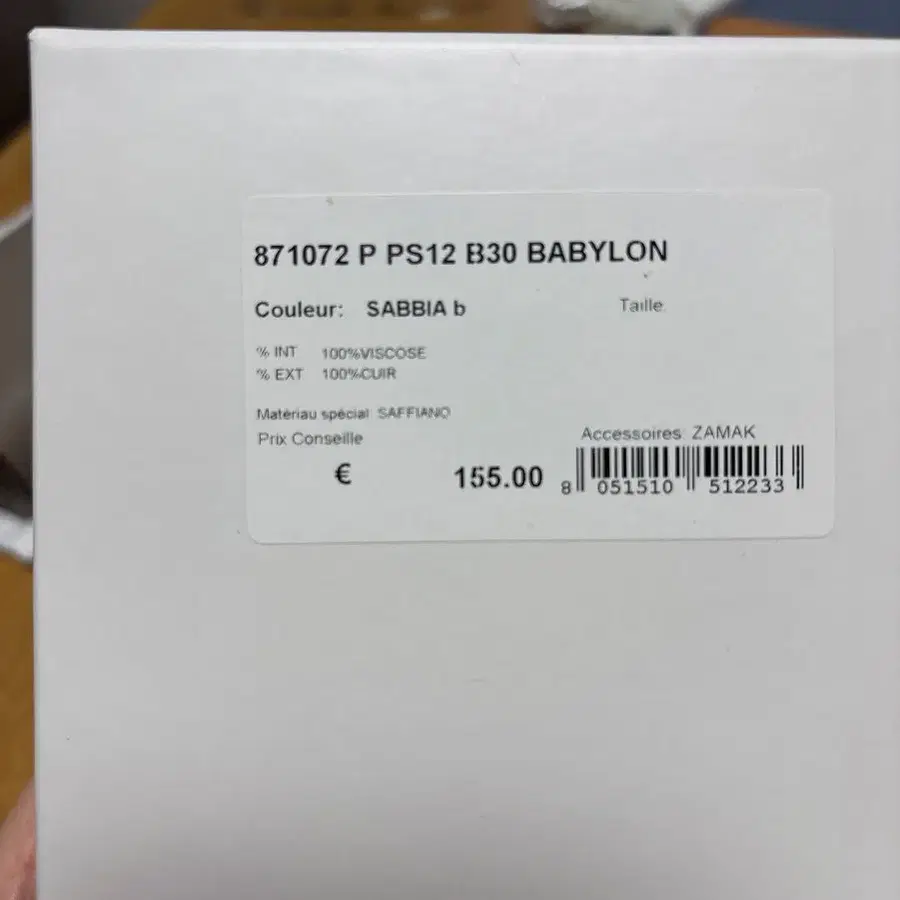 871072 P PS12 B30 BABYLON
Couleur: SABBIA b Taille
% INT 100%VISCOSE
% EXT 100%CUIR
Matériau spécial SAFFIANO
Prix Conseille
Accessoires: ZAMAK
€ 155.00
8 051510 512233